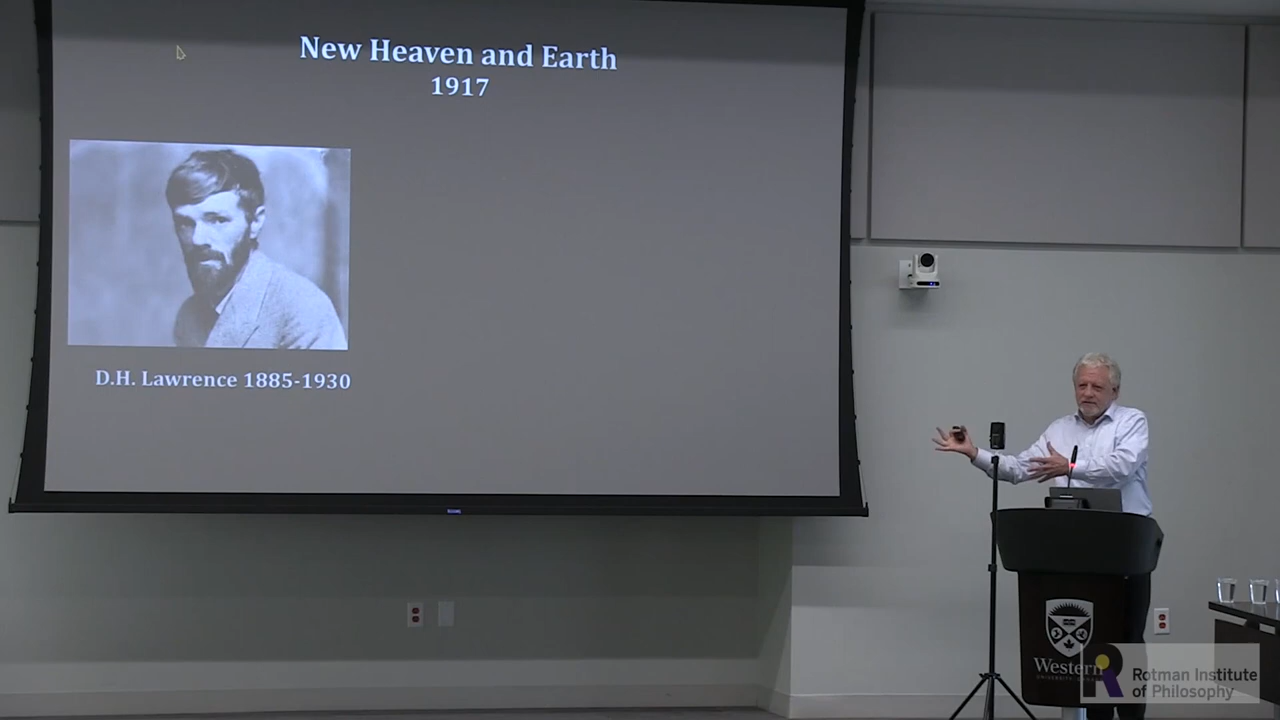 New Heaven and Earth
1917
D.H. Lawrence 1885-1930
Western
Rotman Institute
of Philosophy